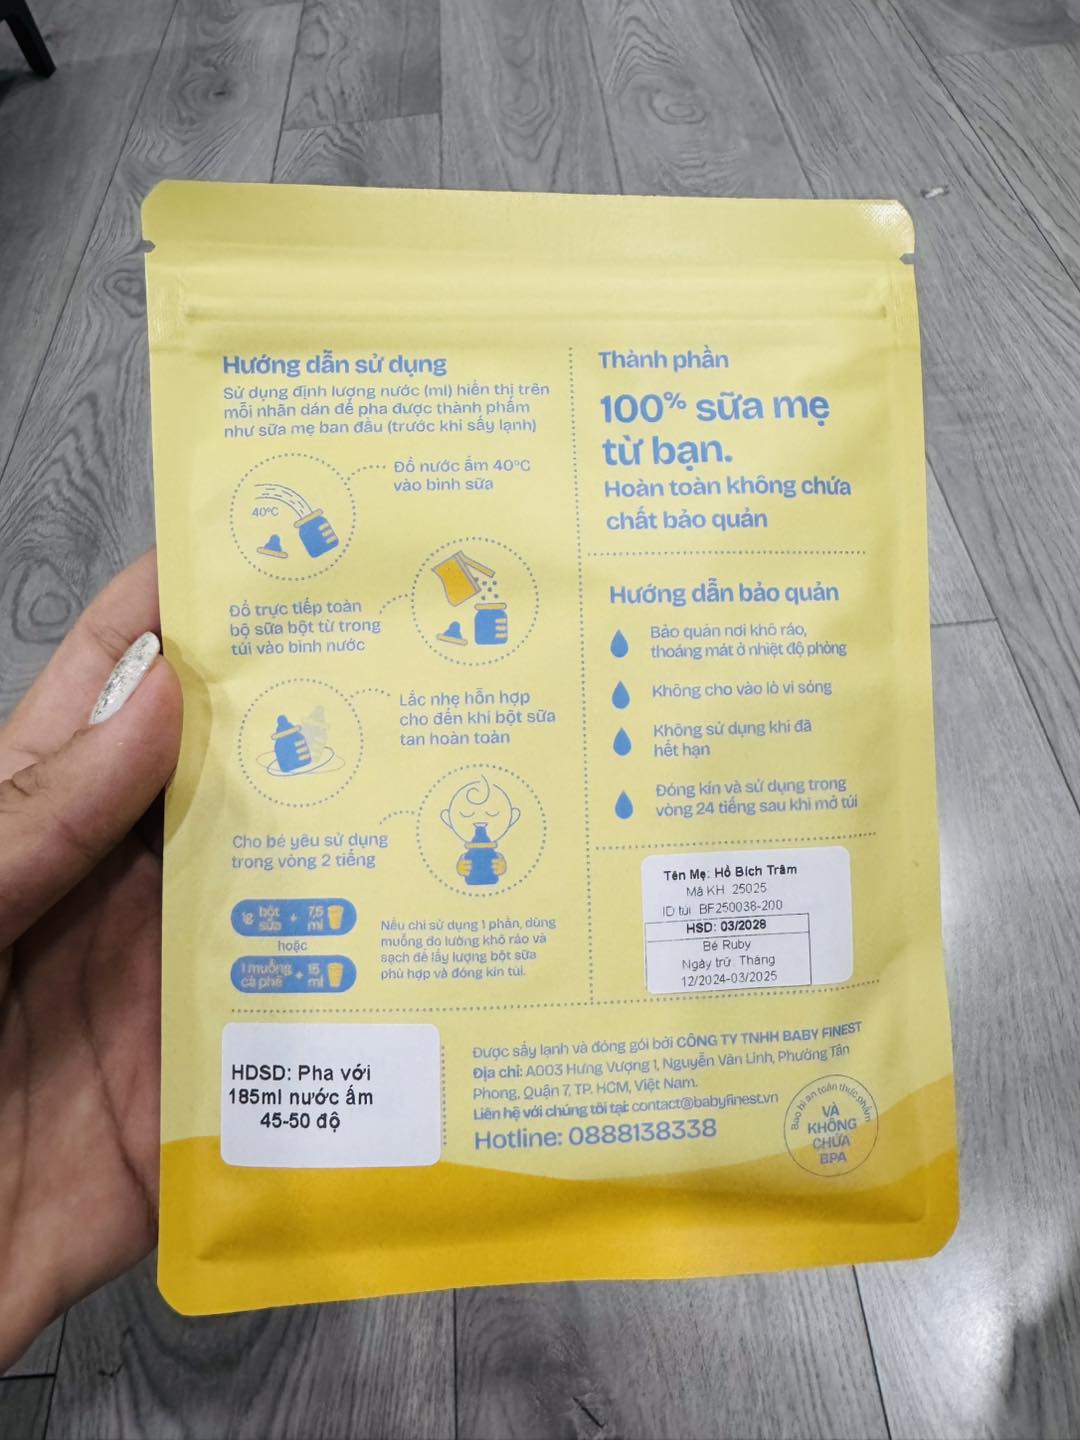 Hướng dẫn sử dụng
Sử dụng định lượng nước (ml) hiển thị trên
mỗi nhãn dán để pha được thành phẩm
như sữa mẹ ban đầu (trước khi sấy lạnh)
40°C
Đổ nước ấm 40°C
vào bình sữa
Đổ trực tiếp toàn
bộ sữa bột từ trong
túi vào bình nước
Lắc nhẹ hỗn hợp
cho đến khi bột sữa
tan hoàn toàn
Cho bé yêu sử dụng
trong vòng 2 tiếng
1g bột sữa + 7,5 ml
hoặc
1 muỗng cà phê + 15 ml
Nếu chỉ sử dụng 1 phần, dùng
muỗng đo lường khô ráo và
sạch để lấy lượng bột sữa
phù hợp và đóng kín túi.
Thành phần
100% sữa mẹ
từ bạn.
Hoàn toàn không chứa
chất bảo quản
Hướng dẫn bảo quản
Bảo quản nơi khô ráo,
thoáng mát ở nhiệt độ phòng
Không cho vào lò vi sóng
Không sử dụng khi đã
hết hạn
Đóng kín và sử dụng trong
vòng 24 tiếng sau khi mở túi
Tên Mẹ: Hồ Bích Trâm
Mã KH 25025
ID túi BF250038-200
HSD: 03/2028
Bé Ruby
Ngày trữ: Tháng
12/2024-03/2025
HDSD: Pha với
185ml nước ấm
45-50 độ
Được sấy lạnh và đóng gói bởi CÔNG TY TNHH BABY FINEST
Địa chỉ: A003 Hưng Vượng 1, Nguyễn Văn Linh, Phường Tân
Phong, Quận 7, TP. HCM, Việt Nam.
Liên hệ với chúng tôi tại: contact@babyfinest.vn
Hotline: 0888138338
Bao bì an toàn thực phẩm
VÀ
KHÔNG
CHỨA
BPA